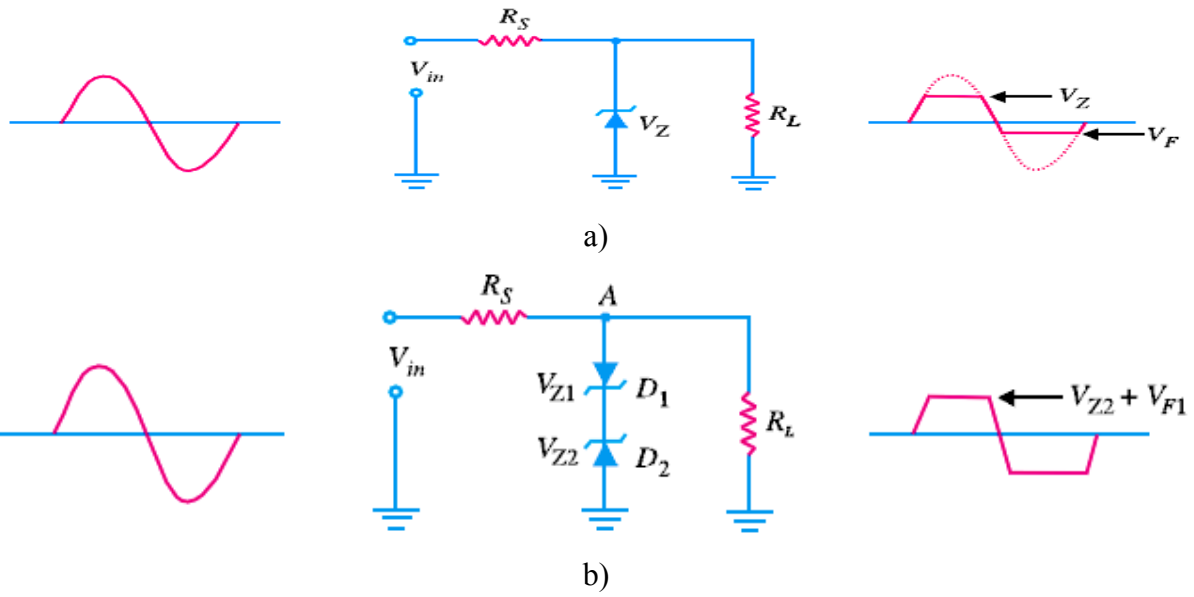 R_S
V_in
V_Z
R_L
V_Z
V_F
a)
R_S
A
V_in
V_Z1 D_1
V_Z2 D_2
R_L
V_Z2 + V_F1
b)